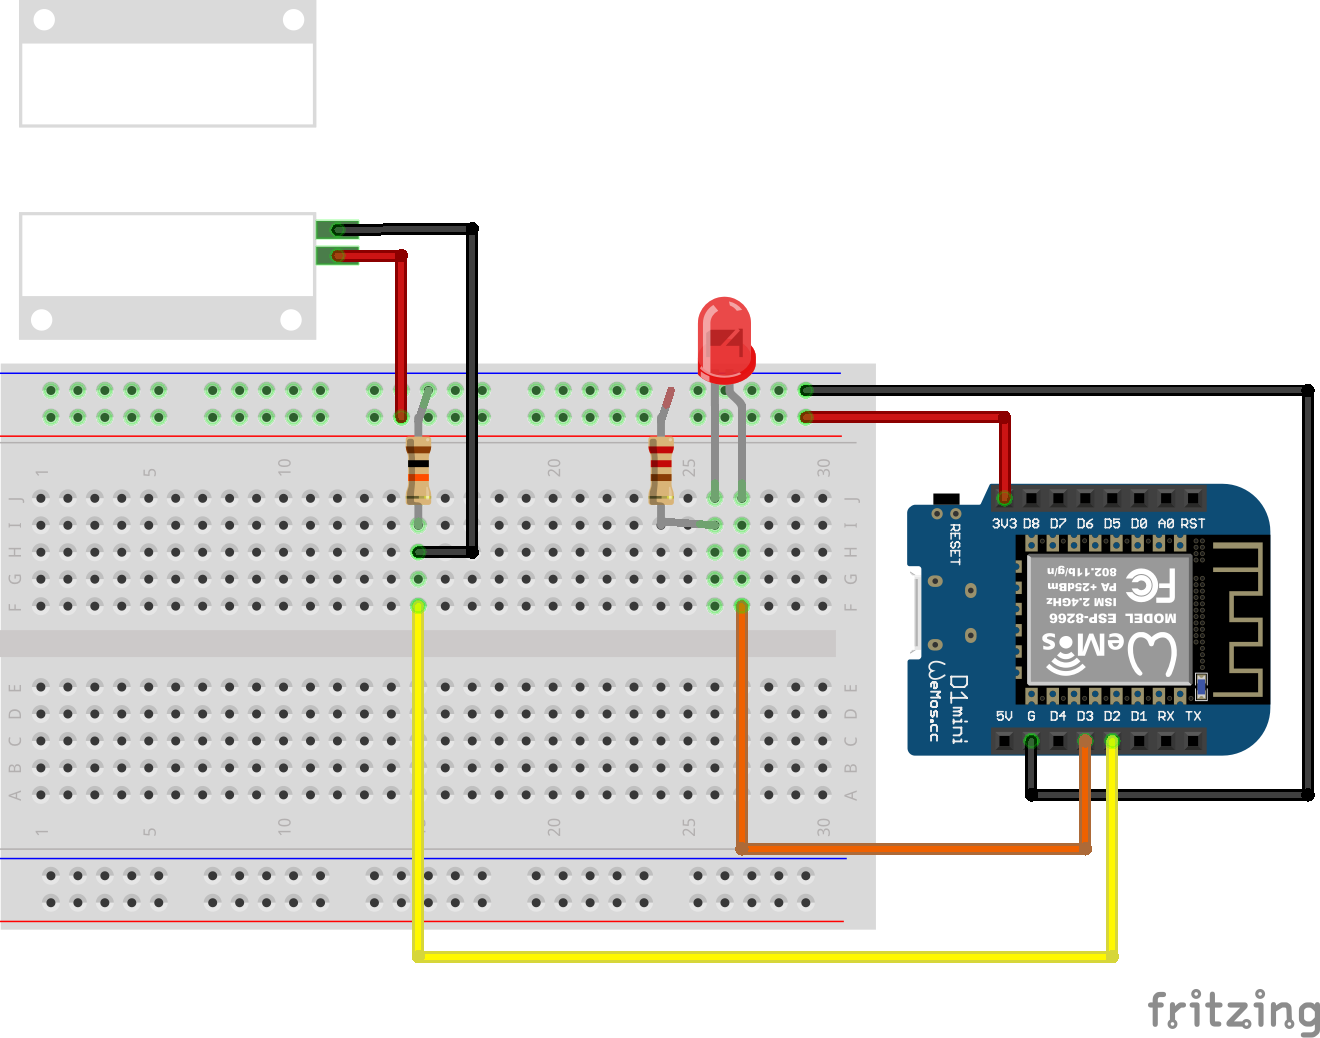 1 5 10 20 25 30
J J
I I
H H
G G
F F
E E
D D
C C
B B
A A
1 5 10 20 25 30
3V3 D8 D7 D6 D5 D0 A0 RST
RESET
802.11b/g/n
PA +25dBm
ISM 2.4GHz
ESP-8266
FC
MODEL
WeMos
D1mini
WeMos.cc
5V G D4 D3 D2 D1 RX TX
fritzing